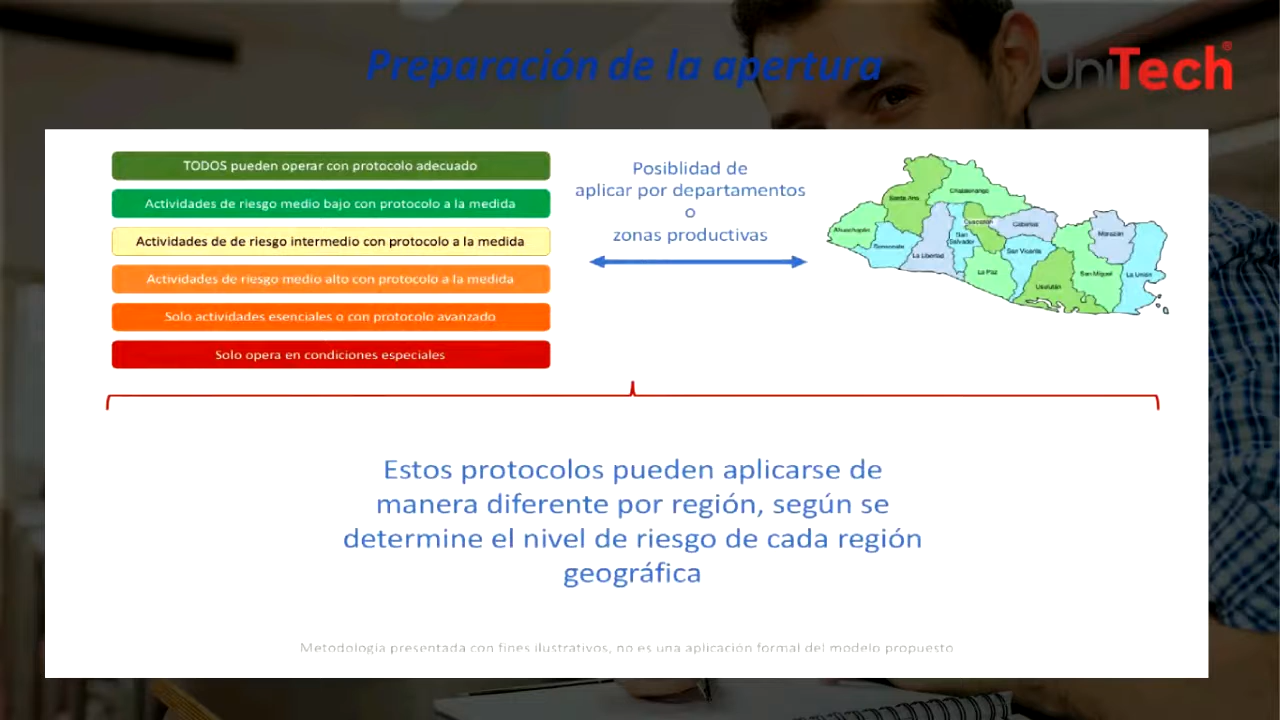 Preparación de la apertura
UniTech®
TODOS pueden operar con protocolo adecuado
Actividades de riesgo medio bajo con protocolo a la medida
Actividades de de riesgo intermedio con protocolo a la medida
Actividades de riesgo medio alto con protocolo a la medida
Solo actividades esenciales o con protocolo avanzado
Solo opera en condiciones especiales
Posiblidad de
aplicar por departamentos
o
zonas productivas
Chalatenango
Santa Ana
Cuscatlán
Cabañas
Ahuachapán
Morazán
San
Salvador
Sonsonate
La Libertad
San Vicente
La Paz
San Miguel
La Unión
Usulután
Estos protocolos pueden aplicarse de
manera diferente por región, según se
determine el nivel de riesgo de cada región
geográfica
Metodología presentada con fines ilustrativos, no es una aplicación formal del modelo propuesto